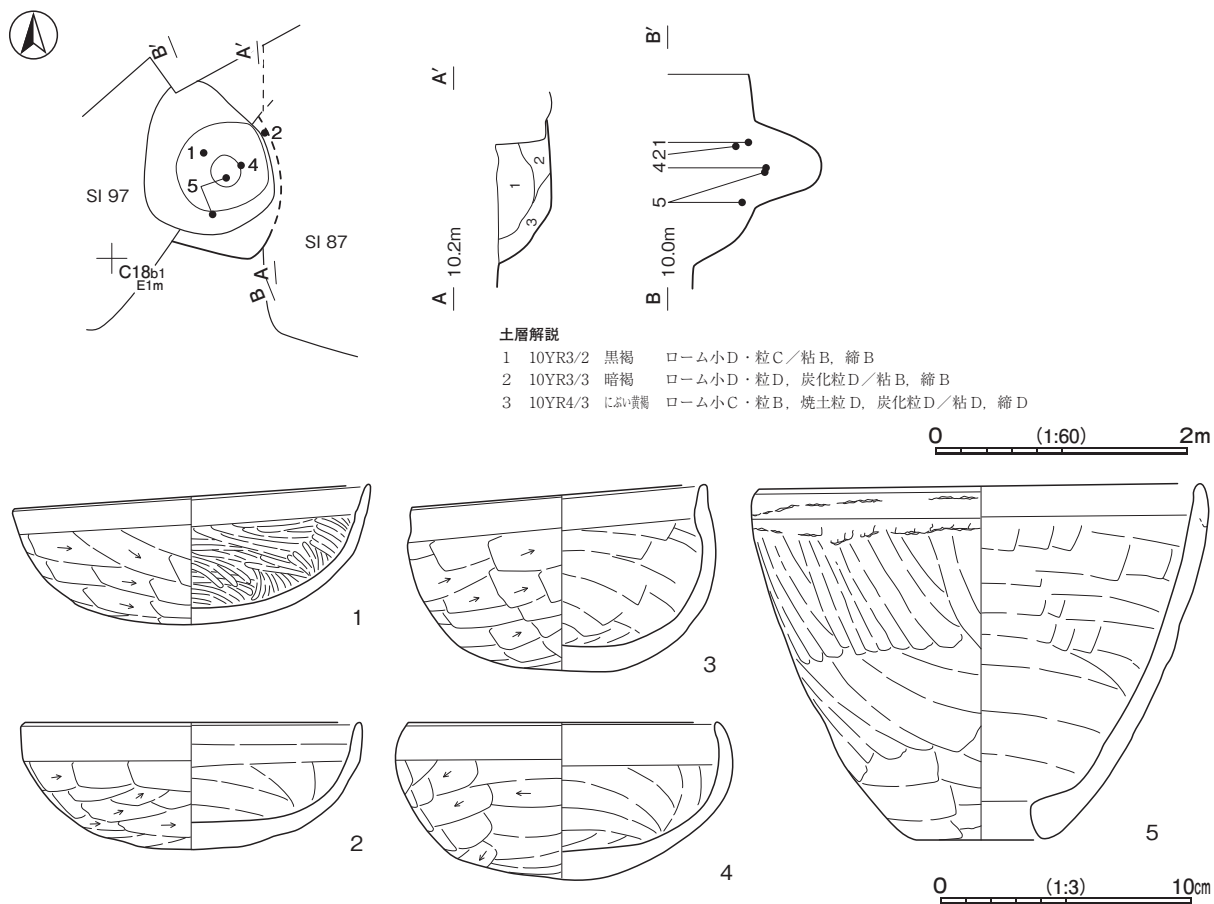 B′
A′
B′
A′
2
1
4
5
SI 97
SI 87
C18b1
E1m
A
B
1
2
3
A
10.2m
1
2
4
5
B
10.0m
土層解説
1 10YR3/2 黒褐 ローム小D・粒C／粘B，締B
2 10YR3/3 暗褐 ローム小D・粒D，炭化粒D／粘B，締B
3 10YR4/3 にぶい黄褐 ローム小C・粒B，焼土粒D，炭化粒D／粘D，締D
0 (1:60) 2m
1
3
2
4
5
0 (1:3) 10cm